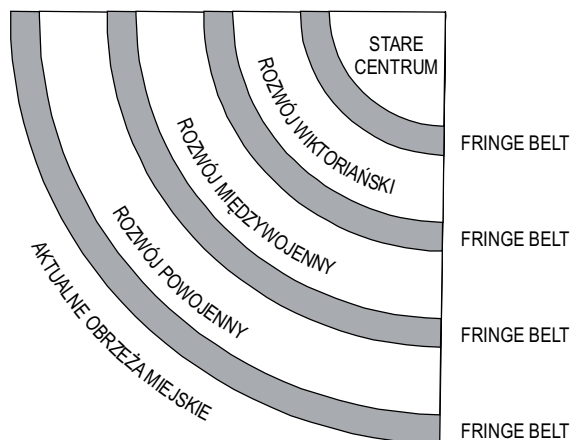 STARE
CENTRUM
FRINGE BELT
ROZWÓJ WIKTORIAŃSKI
FRINGE BELT
ROZWÓJ MIĘDZYWOJENNY
FRINGE BELT
ROZWÓJ POWOJENNY
FRINGE BELT
AKTUALNE OBRZEŻA MIEJSKIE